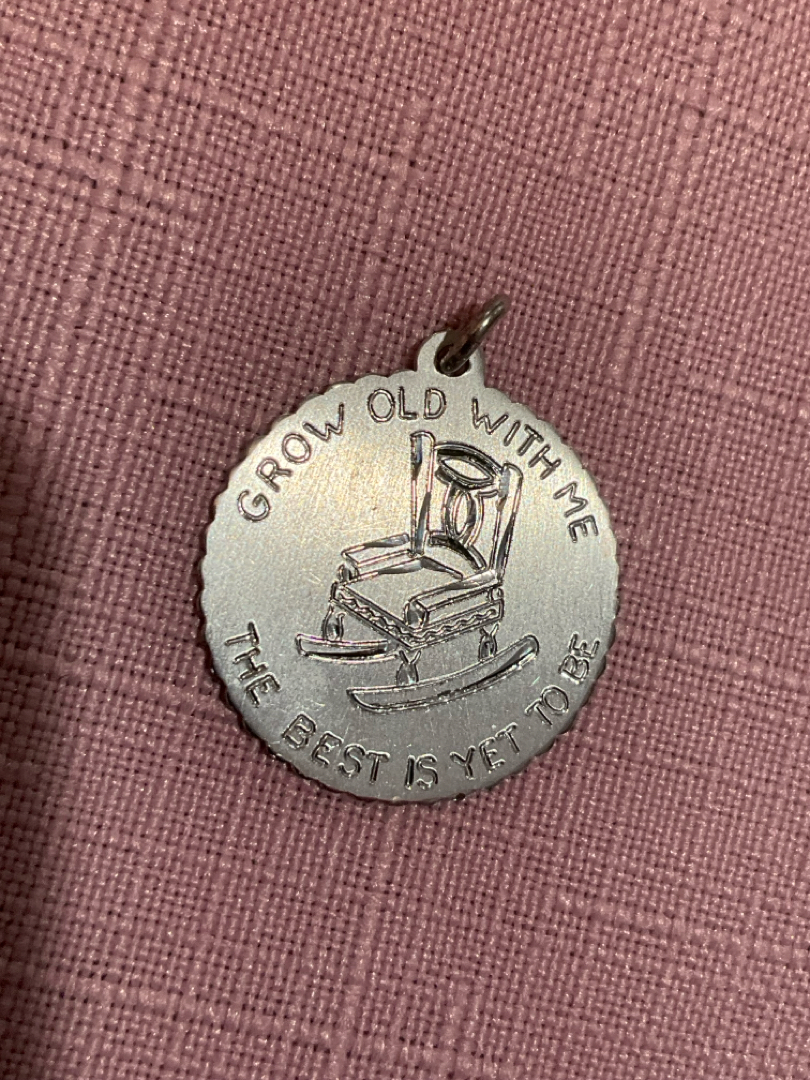 GROW OLD WITH ME
THE BEST IS YET TO BE